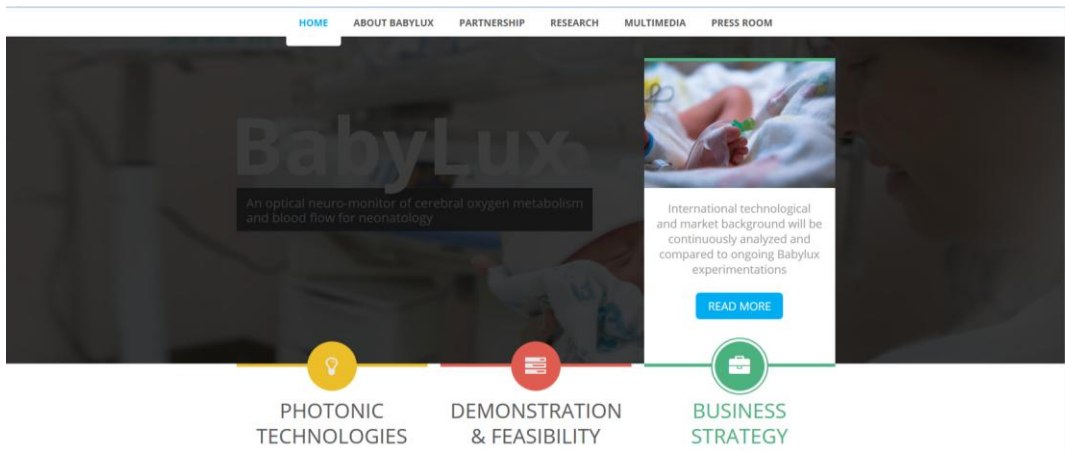 HOME ABOUT BABYLUX PARTNERSHIP RESEARCH MULTIMEDIA PRESS ROOM
BabyLux
An optical neuro-monitor of cerebral oxygen metabolism
and blood flow for neonatology
International technological
and market background will be
continuously analyzed and
compared to ongoing Babylux
experimentations
READ MORE
PHOTONIC
TECHNOLOGIES
DEMONSTRATION
& FEASIBILITY
BUSINESS
STRATEGY